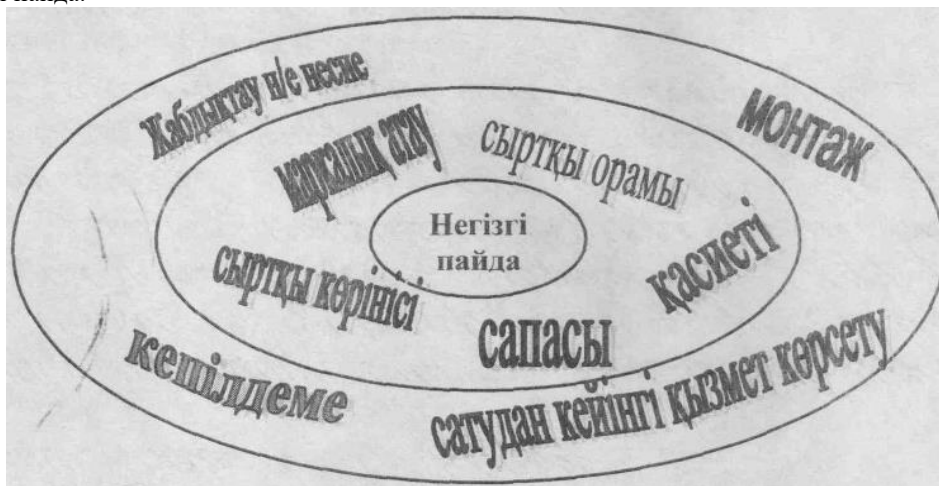 Жабдықтау н/е несие
монтаж
маркалық атау
сыртқы орамы
Негізгі
пайда
қасиеті
сыртқы көрінісі
сапасы
кепілдеме
сатудан кейінгі қызмет көрсету